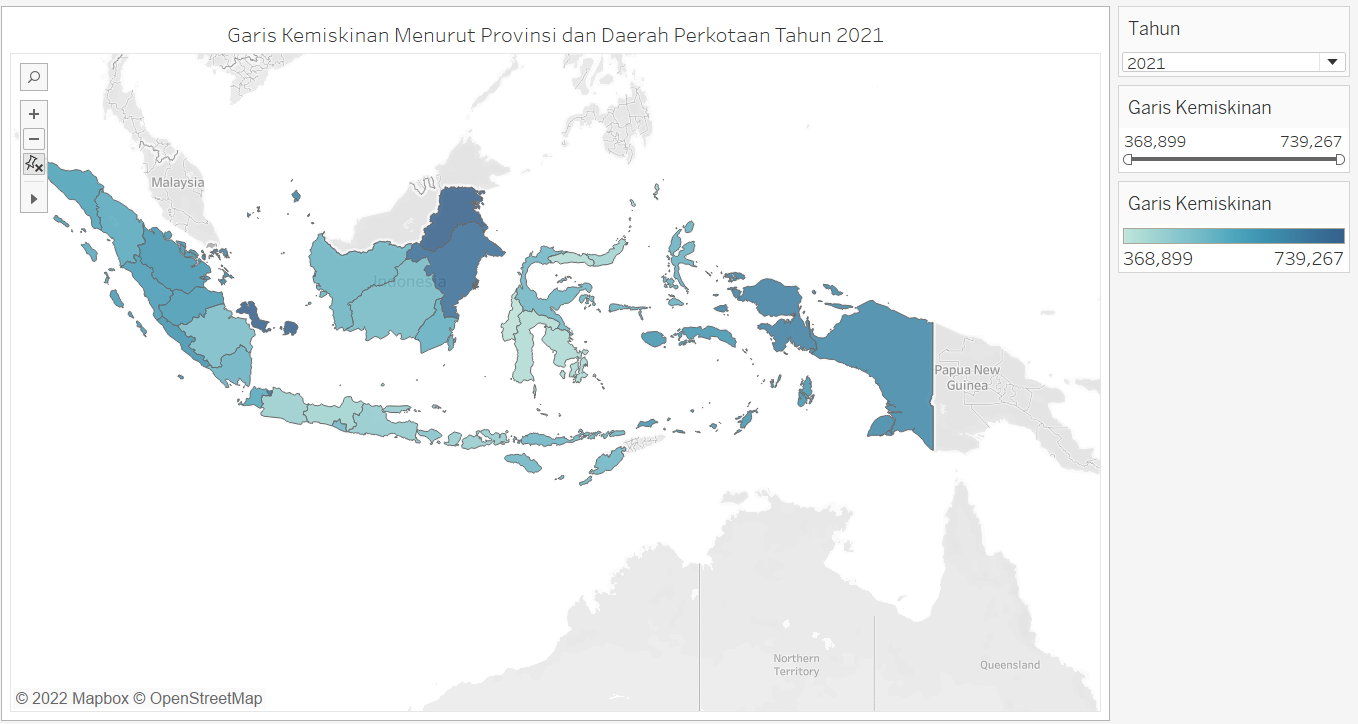 Garis Kemiskinan Menurut Provinsi dan Daerah Perkotaan Tahun 2021
Malaysia
Indonesia
Papua New
Guinea
Northern
Territory
Queensland
© 2022 Mapbox © OpenStreetMap
Tahun
2021
Garis Kemiskinan
368,899 739,267
Garis Kemiskinan
368,899 739,267